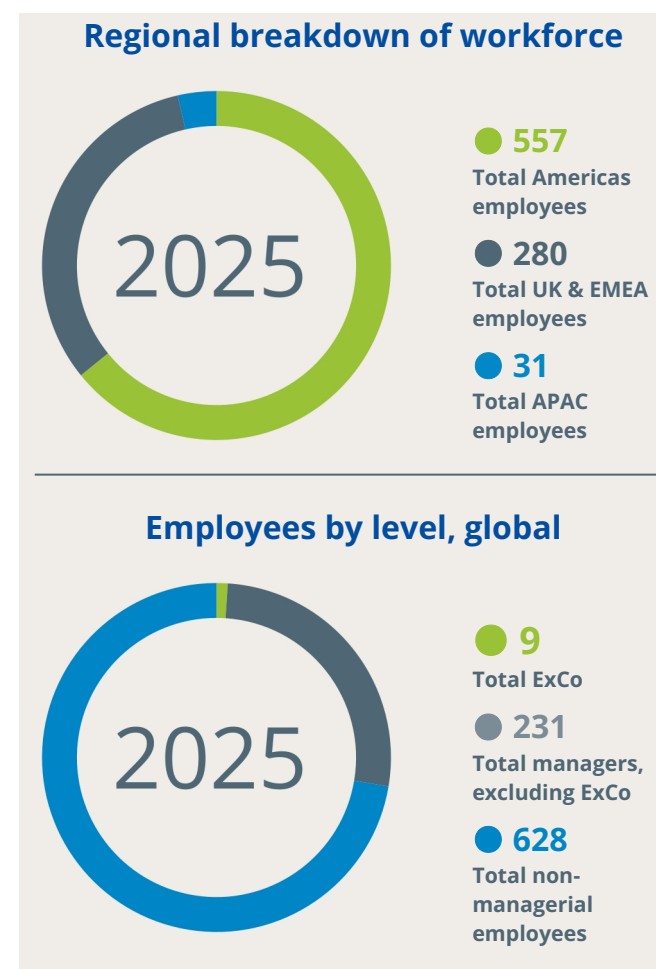 Regional breakdown of workforce
2025
557
Total Americas
employees
280
Total UK & EMEA
employees
31
Total APAC
employees
Employees by level, global
2025
9
Total ExCo
231
Total managers,
excluding ExCo
628
Total non-
managerial
employees